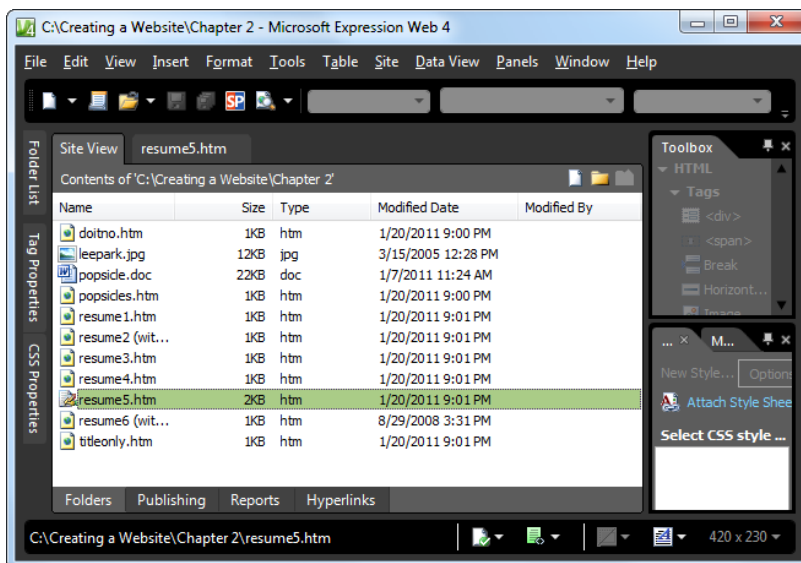 C:\Creating a Website\Chapter 2 - Microsoft Expression Web 4
File Edit View Insert Format Tools Table Site Data View Panels Window Help
SP
Folder List
Tag Properties
CSS Properties
Site View resume5.htm
Contents of 'C:\Creating a Website\Chapter 2'
Name Size Type Modified Date Modified By
doitno.htm 1KB htm 1/20/2011 9:00 PM
leepark.jpg 12KB jpg 3/15/2005 12:28 PM
popsicle.doc 22KB doc 1/7/2011 11:24 AM
popsicles.htm 1KB htm 1/20/2011 9:00 PM
resume1.htm 1KB htm 1/20/2011 9:01 PM
resume2 (wit... 1KB htm 1/20/2011 9:01 PM
resume3.htm 1KB htm 1/20/2011 9:01 PM
resume4.htm 1KB htm 1/20/2011 9:01 PM
resume5.htm 2KB htm 1/20/2011 9:01 PM
resume6 (wit... 1KB htm 8/29/2008 3:31 PM
titleonly.htm 1KB htm 1/20/2011 9:01 PM
Folders Publishing Reports Hyperlinks
Toolbox
HTML
Tags
<div>
<span>
Break
Horizont...
Image
... M...
New Style... Options
Attach Style Shee
Select CSS style ...
C:\Creating a Website\Chapter 2\resume5.htm 420 x 230